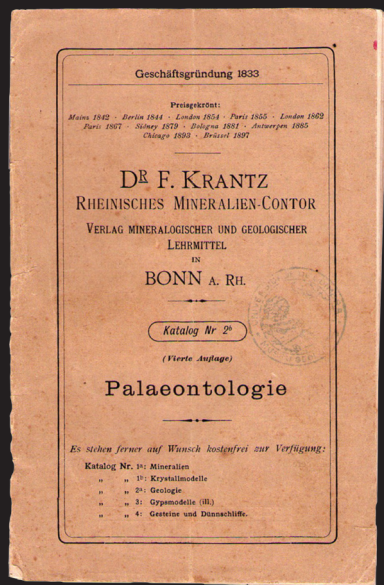 Geschäftsgründung 1833
Preisgekrönt:
Mainz 1842 · Berlin 1844 · London 1854 · Paris 1855 · London 1862
Paris 1867 · Sidney 1879 · Bologna 1881 · Antwerpen 1885
Chicago 1893 · Brüssel 1897
DR F. KRANTZ
RHEINISCHES MINERALIEN-CONTOR
VERLAG MINERALOGISCHER UND GEOLOGISCHER
LEHRMITTEL
IN
BONN A. RH.
Katalog Nr 2b
(Vierte Auflage)
Palaeontologie
Es stehen ferner auf Wunsch kostenfrei zur Verfügung:
Katalog Nr. 1a: Mineralien
„ „ 1b: Krystallmodelle
„ „ 2a: Geologie
„ „ 3: Gypsmodelle (ill.)
„ „ 4: Gesteine und Dünnschliffe.